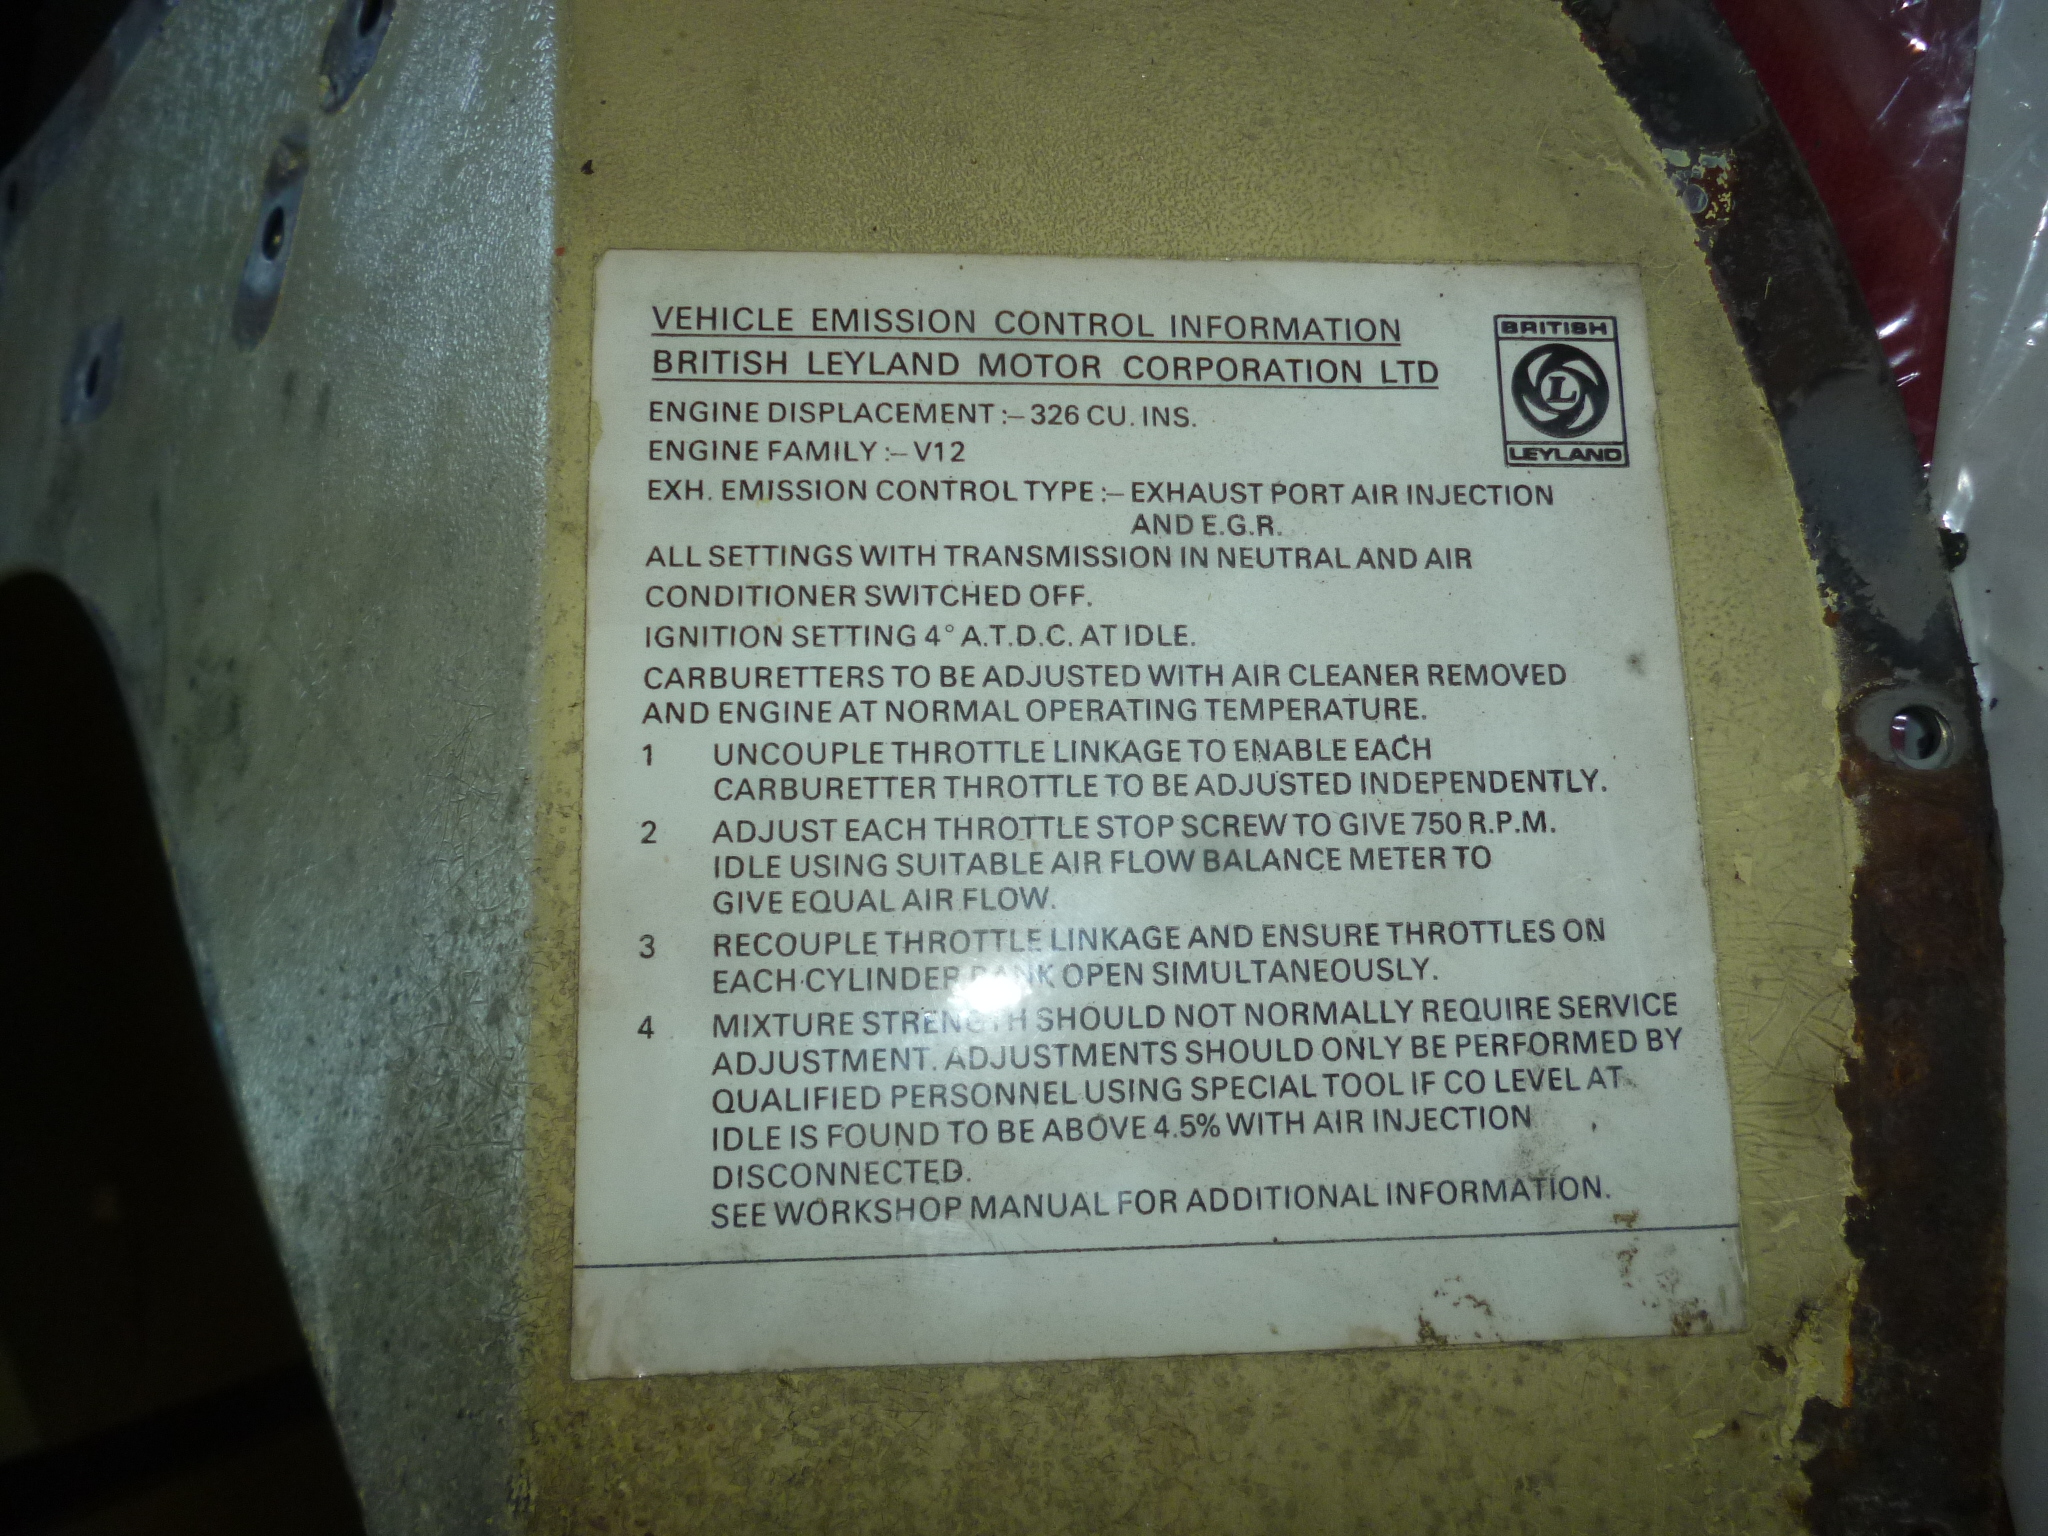 VEHICLE EMISSION CONTROL INFORMATION
BRITISH LEYLAND MOTOR CORPORATION LTD
BRITISH
L
LEYLAND
ENGINE DISPLACEMENT :– 326 CU. INS.
ENGINE FAMILY :– V12
EXH. EMISSION CONTROL TYPE :– EXHAUST PORT AIR INJECTION
AND E.G.R.
ALL SETTINGS WITH TRANSMISSION IN NEUTRAL AND AIR
CONDITIONER SWITCHED OFF.
IGNITION SETTING 4° A.T.D.C. AT IDLE.
CARBURETTERS TO BE ADJUSTED WITH AIR CLEANER REMOVED
AND ENGINE AT NORMAL OPERATING TEMPERATURE.
1 UNCOUPLE THROTTLE LINKAGE TO ENABLE EACH
CARBURETTER THROTTLE TO BE ADJUSTED INDEPENDENTLY.
2 ADJUST EACH THROTTLE STOP SCREW TO GIVE 750 R.P.M.
IDLE USING SUITABLE AIR FLOW BALANCE METER TO
GIVE EQUAL AIR FLOW.
3 RECOUPLE THROTTLE LINKAGE AND ENSURE THROTTLES ON
EACH CYLINDER BANK OPEN SIMULTANEOUSLY.
4 MIXTURE STRENGTH SHOULD NOT NORMALLY REQUIRE SERVICE
ADJUSTMENT. ADJUSTMENTS SHOULD ONLY BE PERFORMED BY
QUALIFIED PERSONNEL USING SPECIAL TOOL IF CO LEVEL AT
IDLE IS FOUND TO BE ABOVE 4.5% WITH AIR INJECTION
DISCONNECTED.
SEE WORKSHOP MANUAL FOR ADDITIONAL INFORMATION.